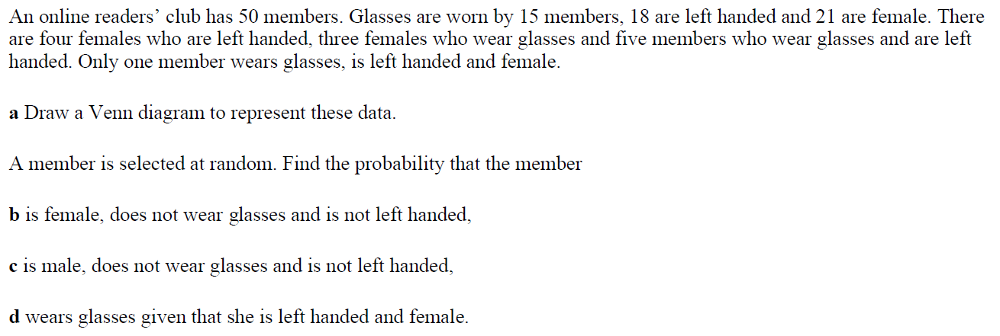 An online readers’ club has 50 members. Glasses are worn by 15 members, 18 are left handed and 21 are female. There
are four females who are left handed, three females who wear glasses and five members who wear glasses and are left
handed. Only one member wears glasses, is left handed and female.
a Draw a Venn diagram to represent these data.
A member is selected at random. Find the probability that the member
b is female, does not wear glasses and is not left handed,
c is male, does not wear glasses and is not left handed,
d wears glasses given that she is left handed and female.